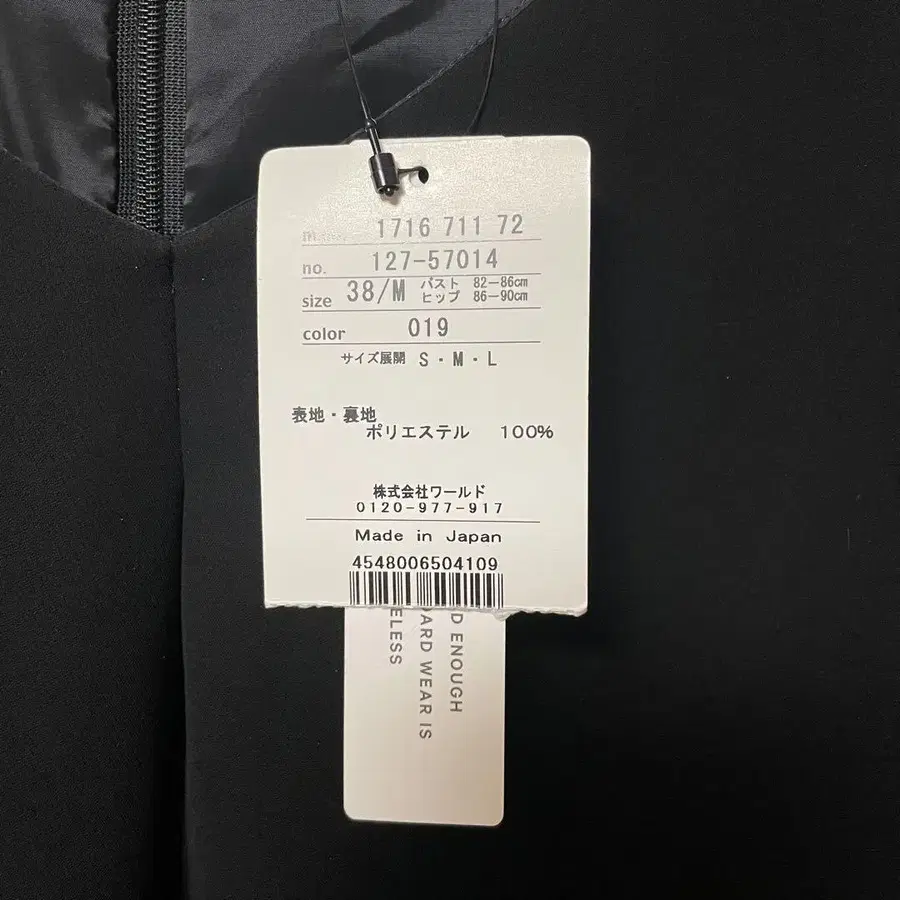 1716 711 72
no. 127-57014
size 38/M バスト 82-86cm
ヒップ 86-90cm
color 019
サイズ展開 S・M・L
表地・裏地
ポリエステル 100%
株式会社ワールド
0120-977-917
Made in Japan
4548006504109
ENOUGH
WEAR IS